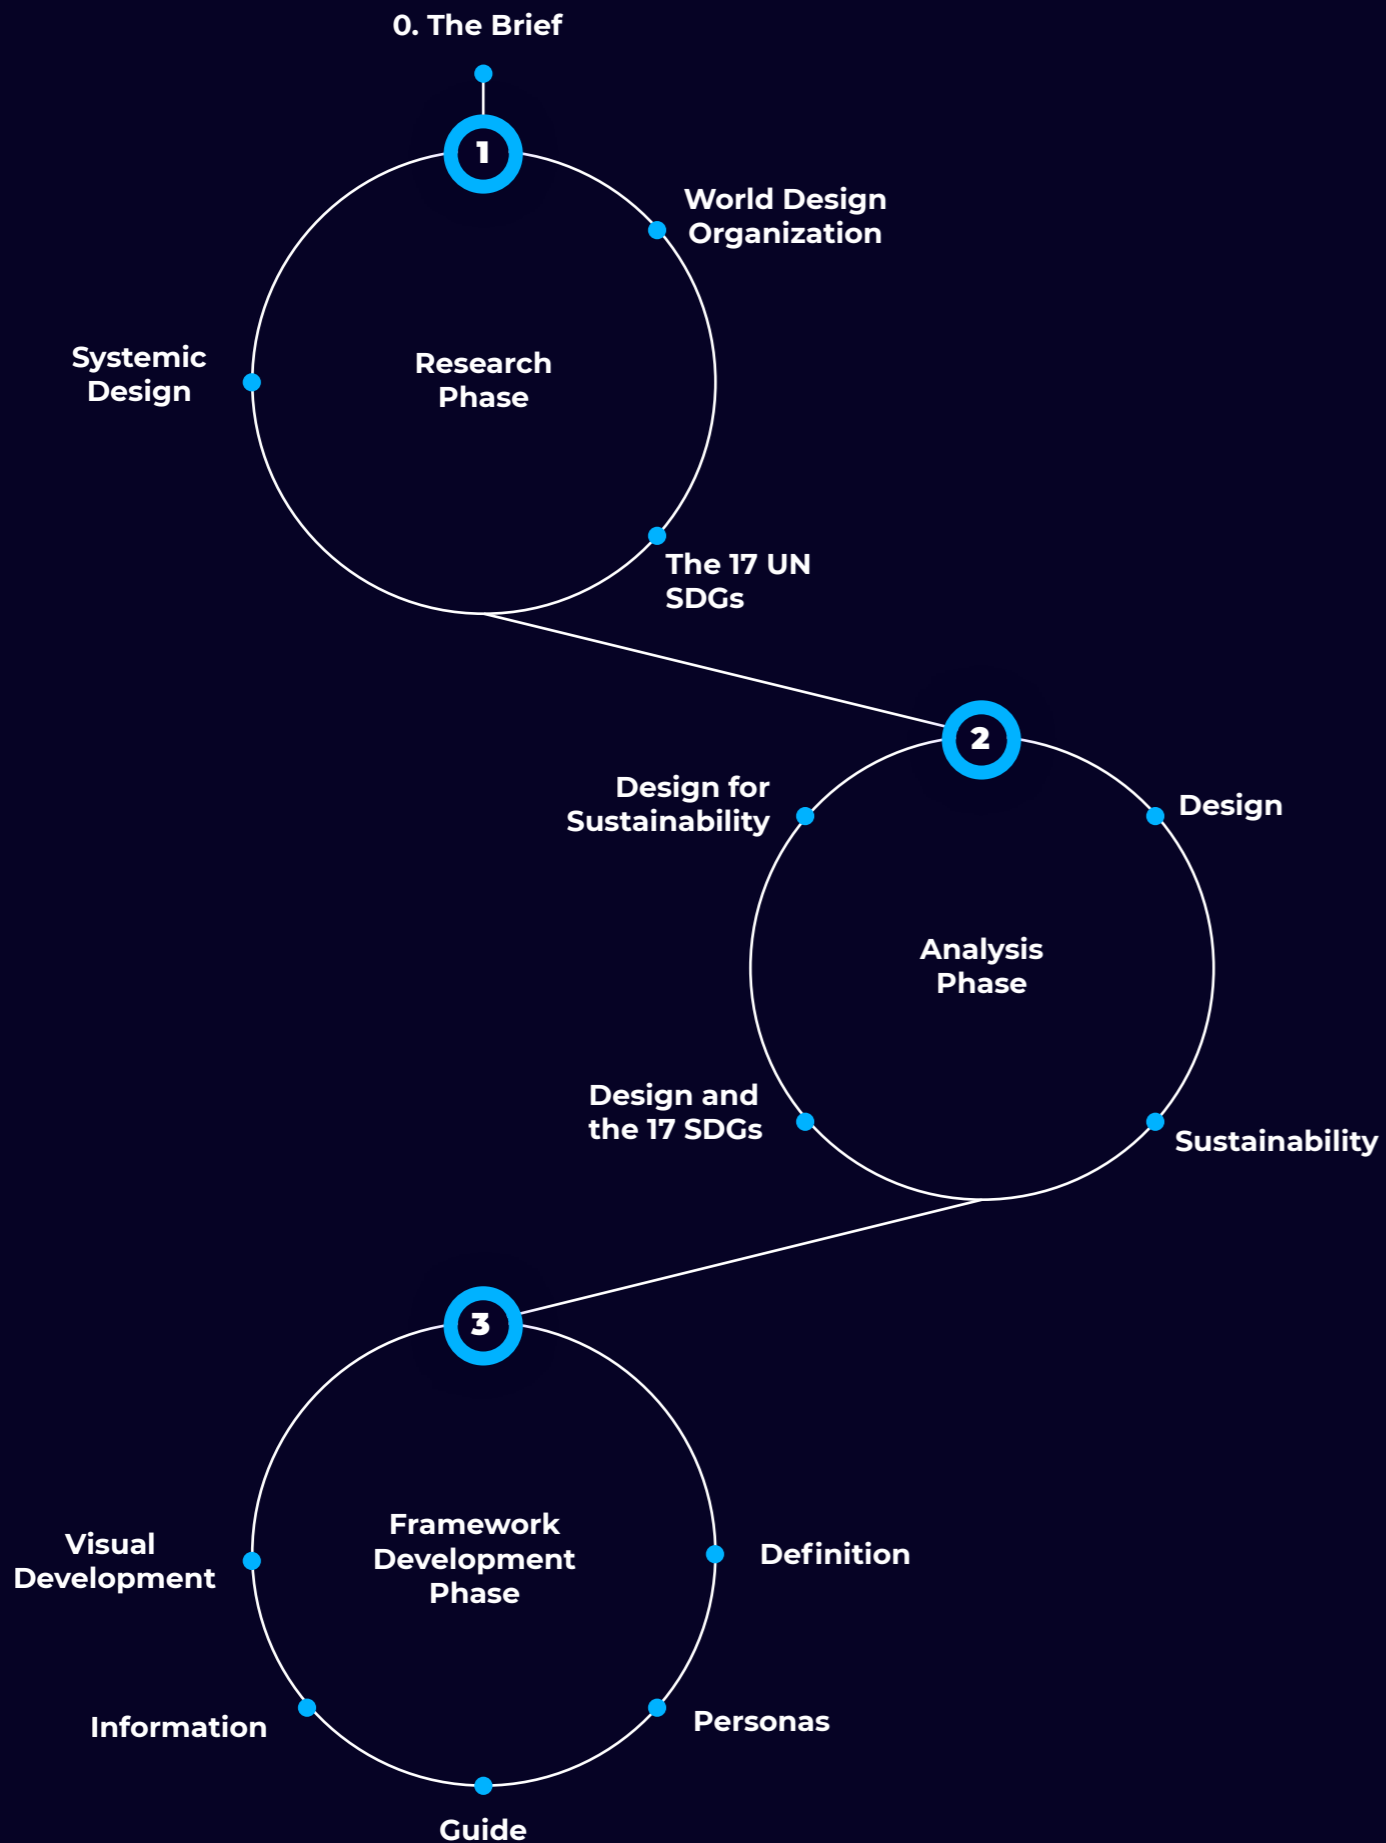 0. The Brief
1
World Design
Organization
Systemic
Design
Research
Phase
The 17 UN
SDGs
2
Design for
Sustainability
Design
Analysis
Phase
Design and
the 17 SDGs
Sustainability
3
Framework
Development
Phase
Visual
Development
Definition
Information
Personas
Guide